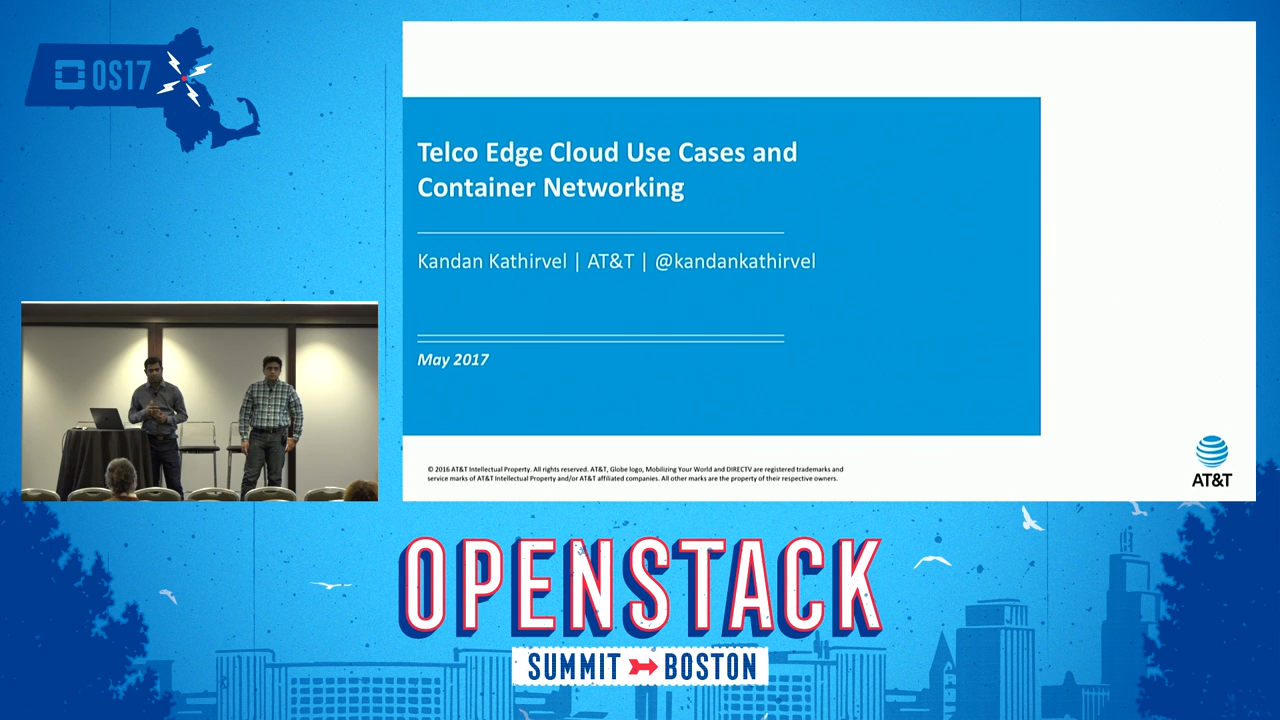 OS17
Telco Edge Cloud Use Cases and
Container Networking
Kandan Kathirvel | AT&T | @kandankathirvel
May 2017
© 2016 AT&T Intellectual Property. All rights reserved. AT&T, Globe logo, Mobilizing Your World and DIRECTV are registered trademarks and
service marks of AT&T Intellectual Property and/or AT&T affiliated companies. All other marks are the property of their respective owners.
AT&T
OPENSTACK
SUMMIT BOSTON